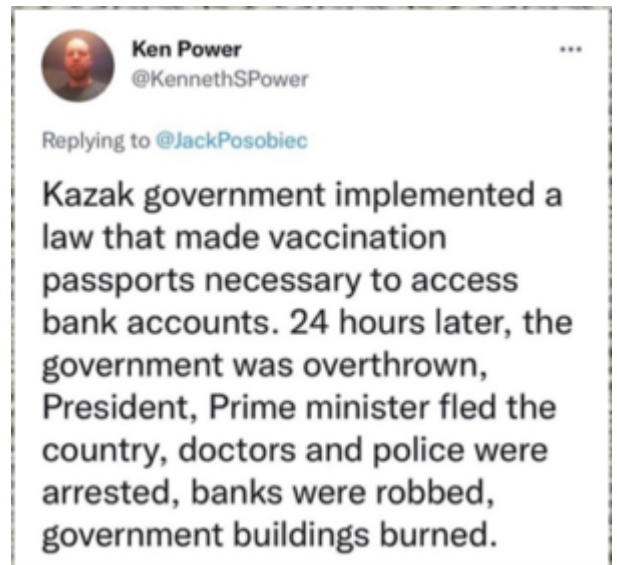 Ken Power
@KennethSPower
Replying to @JackPosobiec
Kazak government implemented a
law that made vaccination
passports necessary to access
bank accounts. 24 hours later, the
government was overthrown,
President, Prime minister fled the
country, doctors and police were
arrested, banks were robbed,
government buildings burned.